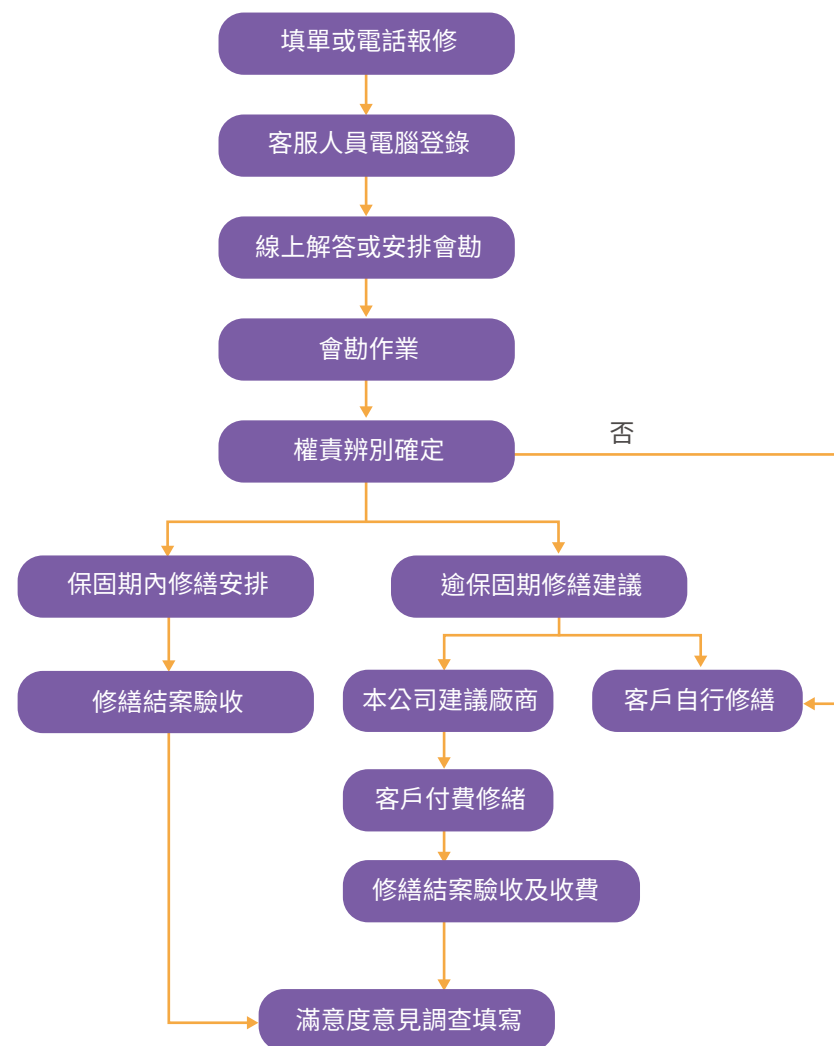 填單或電話報修
客服人員電腦登錄
線上解答或安排會勘
會勘作業
權責辨別確定
否
保固期內修繕安排
逾保固期修繕建議
修繕結案驗收
本公司建議廠商
客戶自行修繕
客戶付費修緒
修繕結案驗收及收費
滿意度意見調查填寫